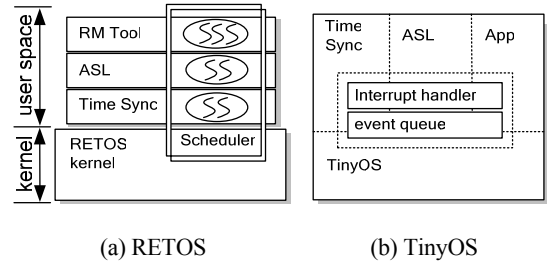 user space
kernel
RM Tool
ASL
Time Sync
RETOS
kernel
Scheduler
Time
Sync
ASL
App
Interrupt handler
event queue
TinyOS
(a) RETOS
(b) TinyOS